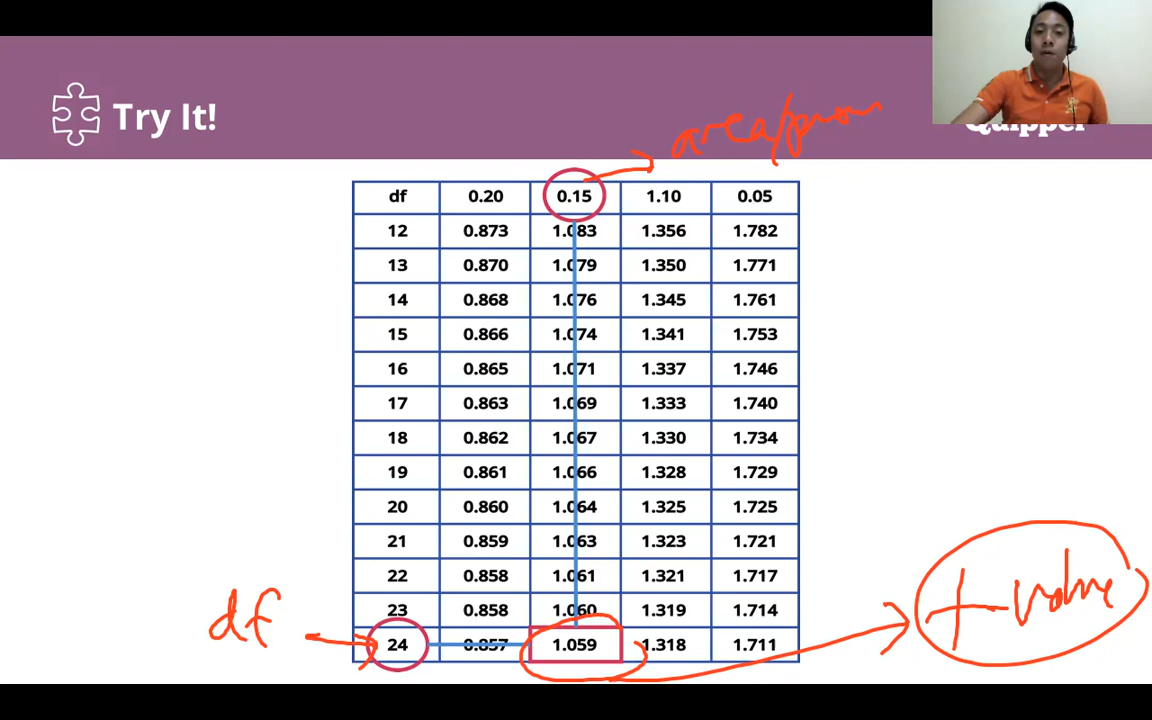 Try It!
Quipper
area/prob
df 0.20 0.15 1.10 0.05
12 0.873 1.083 1.356 1.782
13 0.870 1.079 1.350 1.771
14 0.868 1.076 1.345 1.761
15 0.866 1.074 1.341 1.753
16 0.865 1.071 1.337 1.746
17 0.863 1.069 1.333 1.740
18 0.862 1.067 1.330 1.734
19 0.861 1.066 1.328 1.729
20 0.860 1.064 1.325 1.725
21 0.859 1.063 1.323 1.721
22 0.858 1.061 1.321 1.717
23 0.858 1.060 1.319 1.714
24 0.857 1.059 1.318 1.711
df
t-value